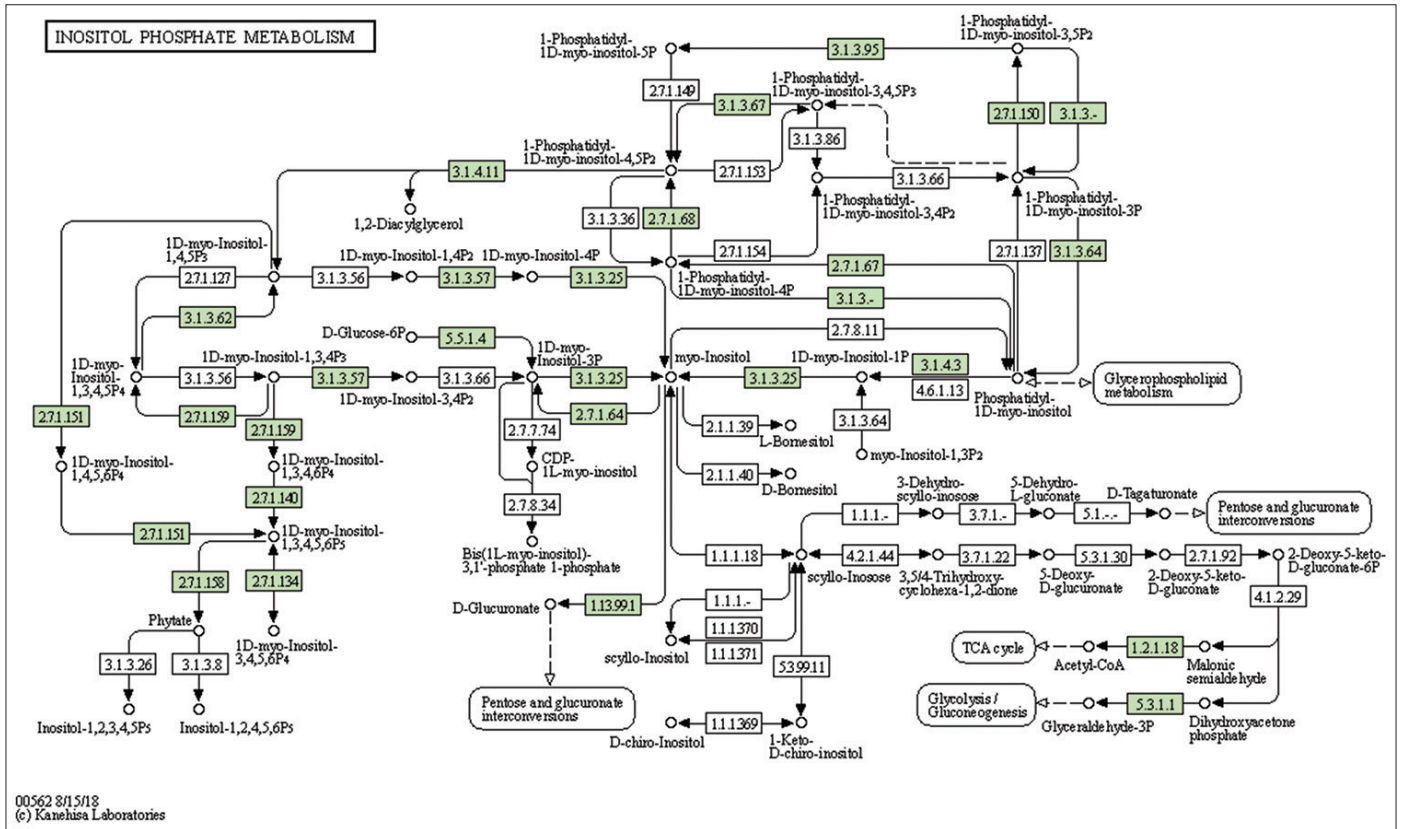 INOSITOL PHOSPHATE METABOLISM
1-Phosphatidyl-
1D-myo-inositol-5P
3.1.3.95
1-Phosphatidyl-
1D-myo-inositol-3,5P2
2.7.1.149
3.1.3.67
1-Phosphatidyl-
1D-myo-inositol-3,4,5P3
2.7.1.150
3.1.3.-
3.1.3.86
1-Phosphatidyl-
1D-myo-inositol-4,5P2
3.1.4.11
2.7.1.153
3.1.3.66
1,2-Diacylglycerol
3.1.3.36
2.7.1.68
1-Phosphatidyl-
1D-myo-inositol-3,4P2
1-Phosphatidyl-
1D-myo-inositol-3P
2.7.1.154
2.7.1.137
3.1.3.64
1D-myo-Inositol-
1,4,5P3
1D-myo-Inositol-1,4P2
1D-myo-Inositol-4P
2.7.1.127
3.1.3.56
3.1.3.57
3.1.3.25
1-Phosphatidyl-
1D-myo-inositol-4P
2.7.1.67
3.1.3.-
3.1.3.62
D-Glucose-6P
5.5.1.4
2.7.8.11
1D-myo-
Inositol-
1,3,4,5P4
1D-myo-Inositol-1,3,4P3
1D-myo-
Inositol-3P
myo-Inositol
1D-myo-Inositol-1P
3.1.3.56
3.1.3.57
3.1.3.66
3.1.3.25
3.1.3.25
3.1.4.3
4.6.1.13
1D-myo-Inositol-3,4P2
Phosphatidyl-
1D-myo-inositol
Glycerophospholipid
metabolism
2.7.1.151
2.7.1.159
2.7.1.159
2.7.1.64
2.7.7.74
2.1.1.39
L-Bornesitol
3.1.3.64
myo-Inositol-1,3P2
1D-myo-Inositol-
1,4,5,6P4
1D-myo-Inositol-
1,3,4,6P4
CDP-
1L-myo-inositol
2.1.1.40
D-Bornesitol
2.7.1.140
2.7.8.34
3-Dehydro-
scyllo-inosose
5-Dehydro-
L-gluconate
D-Tagaturonate
1.1.1.-
3.7.1.-
5.1.-.-
Pentose and glucuronate
interconversions
2.7.1.151
1D-myo-Inositol-
1,3,4,5,6P5
Bis(1L-myo-inositol)-
3,1'-phosphate 1-phosphate
1.1.1.18
scyllo-Inosose
4.2.1.44
3.7.1.22
5.3.1.30
2.7.1.92
2-Deoxy-5-keto-
D-gluconate-6P
3,5/4-Trihydroxy-
cyclohexa-1,2-dione
5-Deoxy-
D-glucuronate
2-Deoxy-5-keto-
D-gluconate
2.7.1.158
2.7.1.134
D-Glucuronate
1.13.99.1
1.1.1.-
1.1.1.370
1.1.1.371
4.1.2.29
Phytate
1D-myo-Inositol-
3,4,5,6P4
scyllo-Inositol
TCA cycle
Acetyl-CoA
1.2.1.18
Malonic
semialdehyde
3.1.3.26
3.1.3.8
5.3.99.11
Inositol-1,2,3,4,5P5
Inositol-1,2,4,5,6P5
Pentose and glucuronate
interconversions
Glycolysis /
Gluconeogenesis
Glyceraldehyde-3P
5.3.1.1
Dihydroxyacetone
phosphate
D-chiro-Inositol
1.1.1.369
1-Keto-
D-chiro-inositol
00562 8/15/18
(c) Kanehisa Laboratories